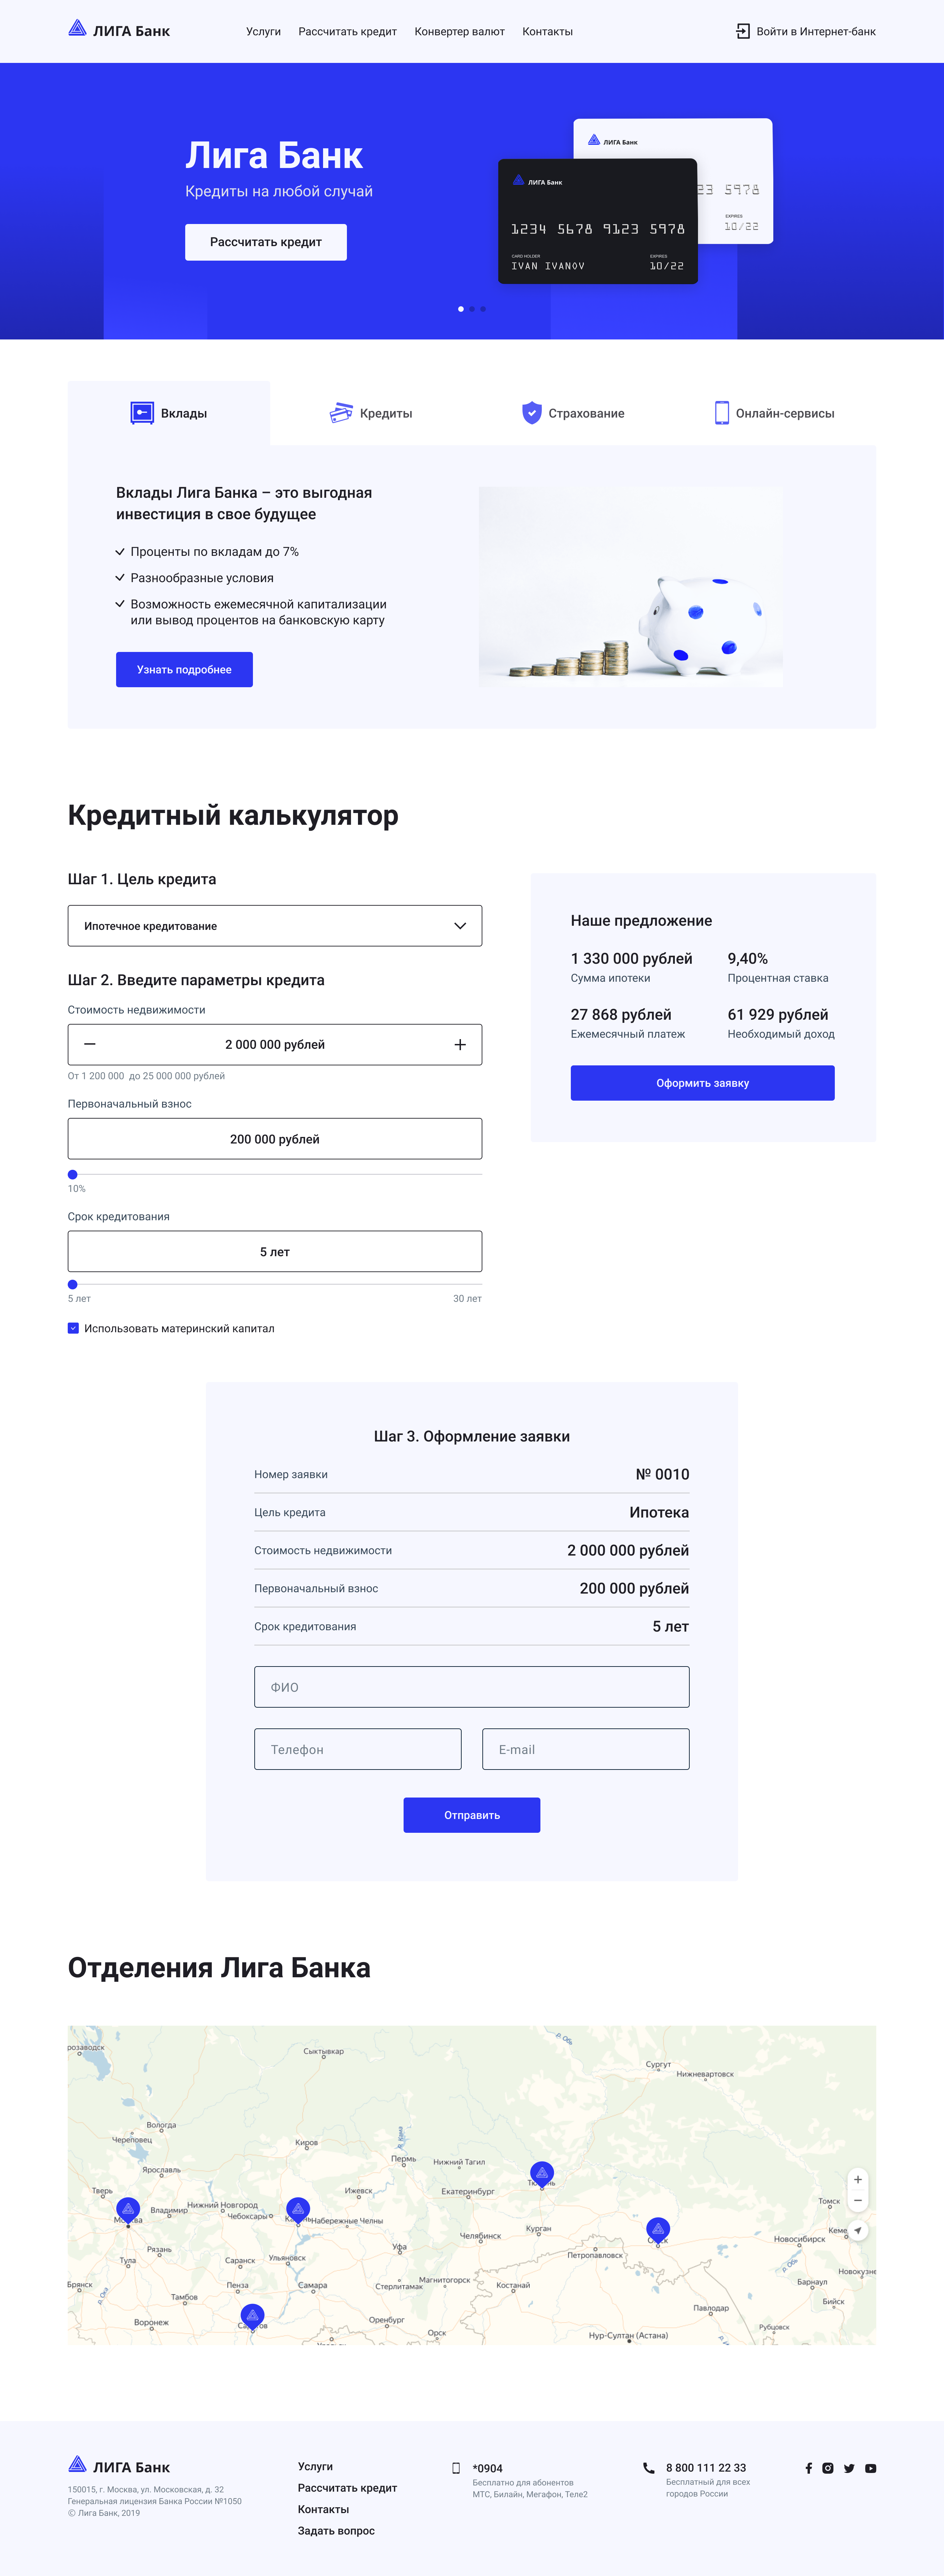 ЛИГА Банк
Услуги Рассчитать кредит Конвертер валют Контакты
Войти в Интернет-банк
Лига Банк
Кредиты на любой случай
Рассчитать кредит
ЛИГА Банк
23 5978
EXPIRES
10/22
ЛИГА Банк
1234 5678 9123 5978
CARD HOLDER EXPIRES
IVAN IVANOV 10/22
Вклады Кредиты Страхование Онлайн-сервисы
Вклады Лига Банка – это выгодная
инвестиция в свое будущее
Проценты по вкладам до 7%
Разнообразные условия
Возможность ежемесячной капитализации
или вывод процентов на банковскую карту
Узнать подробнее
Кредитный калькулятор
Шаг 1. Цель кредита
Ипотечное кредитование
Шаг 2. Введите параметры кредита
Стоимость недвижимости
2 000 000 рублей
От 1 200 000 до 25 000 000 рублей
Первоначальный взнос
200 000 рублей
10%
Срок кредитования
5 лет
5 лет 30 лет
Использовать материнский капитал
Наше предложение
1 330 000 рублей 9,40%
Сумма ипотеки Процентная ставка
27 868 рублей 61 929 рублей
Ежемесячный платеж Необходимый доход
Оформить заявку
Шаг 3. Оформление заявки
Номер заявки № 0010
Цель кредита Ипотека
Стоимость недвижимости 2 000 000 рублей
Первоначальный взнос 200 000 рублей
Срок кредитования 5 лет
ФИО
Телефон E-mail
Отправить
Отделения Лига Банка
р. Обь
розаводск
Сыктывкар
Сургут
Нижневартовск
Вологда
Череповец
р. Кама
Киров
Пермь
Нижний Тагил
Ярославль
Тверь
Ижевск
Екатеринбург
Томск
Владимир
Нижний Новгород
Чебоксары
Набережные Челны
Курган
Челябинск
Кеме
Новосибирск
Рязань
Тула
Саранск
Ульяновск
Уфа
Петропавловск
р. Обь
Новокузне
Брянск
р. Ока
Тамбов
Пенза
Самара
Стерлитамак
Магнитогорск
Костанай
Барнаул
Бийск
Павлодар
Воронеж
Оренбург
Орск
Нур-Султан (Астана)
Рубцовск
ЛИГА Банк
150015, г. Москва, ул. Московская, д. 32
Генеральная лицензия Банка России №1050
© Лига Банк, 2019
Услуги
Рассчитать кредит
Контакты
Задать вопрос
*0904
Бесплатно для абонентов
МТС, Билайн, Мегафон, Теле2
8 800 111 22 33
Бесплатный для всех
городов России